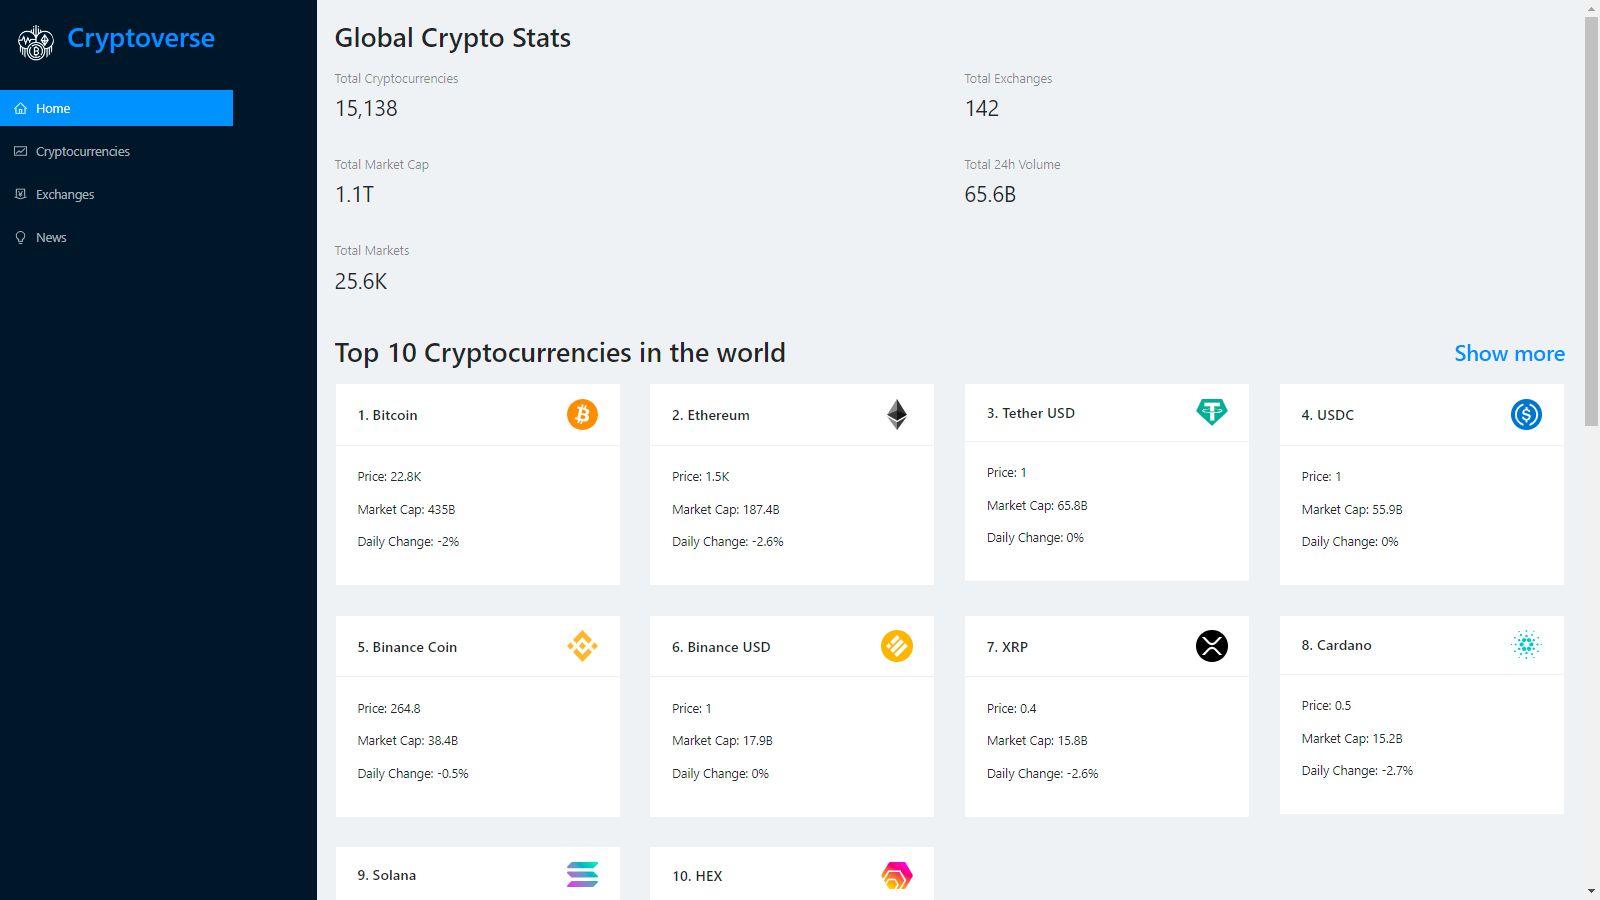 Cryptoverse
Home
Cryptocurrencies
Exchanges
News
Global Crypto Stats
Total Cryptocurrencies
15,138
Total Exchanges
142
Total Market Cap
1.1T
Total 24h Volume
65.6B
Total Markets
25.6K
Top 10 Cryptocurrencies in the world
Show more
1. Bitcoin
Price: 22.8K
Market Cap: 435B
Daily Change: -2%
2. Ethereum
Price: 1.5K
Market Cap: 187.4B
Daily Change: -2.6%
3. Tether USD
Price: 1
Market Cap: 65.8B
Daily Change: 0%
4. USDC
Price: 1
Market Cap: 55.9B
Daily Change: 0%
5. Binance Coin
Price: 264.8
Market Cap: 38.4B
Daily Change: -0.5%
6. Binance USD
Price: 1
Market Cap: 17.9B
Daily Change: 0%
7. XRP
Price: 0.4
Market Cap: 15.8B
Daily Change: -2.6%
8. Cardano
Price: 0.5
Market Cap: 15.2B
Daily Change: -2.7%
9. Solana
10. HEX